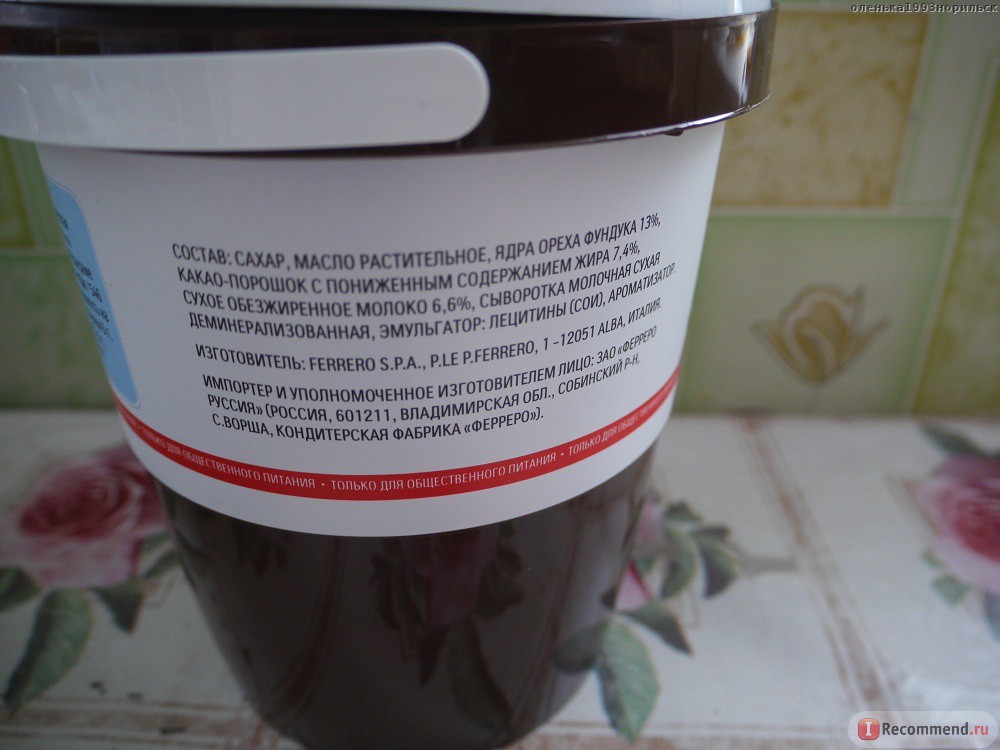 оленька1993норильск
СОСТАВ: САХАР, МАСЛО РАСТИТЕЛЬНОЕ, ЯДРА ОРЕХА ФУНДУКА 13%,
КАКАО-ПОРОШОК С ПОНИЖЕННЫМ СОДЕРЖАНИЕМ ЖИРА 7,4%,
СУХОЕ ОБЕЗЖИРЕННОЕ МОЛОКО 6,6%, СЫВОРОТКА МОЛОЧНАЯ СУХАЯ
ДЕМИНЕРАЛИЗОВАННАЯ, ЭМУЛЬГАТОР: ЛЕЦИТИНЫ (СОИ), АРОМАТИЗАТОР.
ИЗГОТОВИТЕЛЬ: FERRERO S.P.A., P.LE P.FERRERO, 1 -12051 ALBA, ИТАЛИЯ.
ИМПОРТЕР И УПОЛНОМОЧЕННОЕ ИЗГОТОВИТЕЛЕМ ЛИЦО: ЗАО «ФЕРРЕРО
РУССИЯ» (РОССИЯ, 601211, ВЛАДИМИРСКАЯ ОБЛ., СОБИНСКИЙ Р-Н,
С.ВОРША, КОНДИТЕРСКАЯ ФАБРИКА «ФЕРРЕРО»).
• ТОЛЬКО ДЛЯ ОБЩЕСТВЕННОГО ПИТАНИЯ • ТОЛЬКО ДЛЯ ОБЩЕСТВЕННОГО ПИТАНИЯ • ТОЛЬКО ДЛЯ
I Recommend.ru